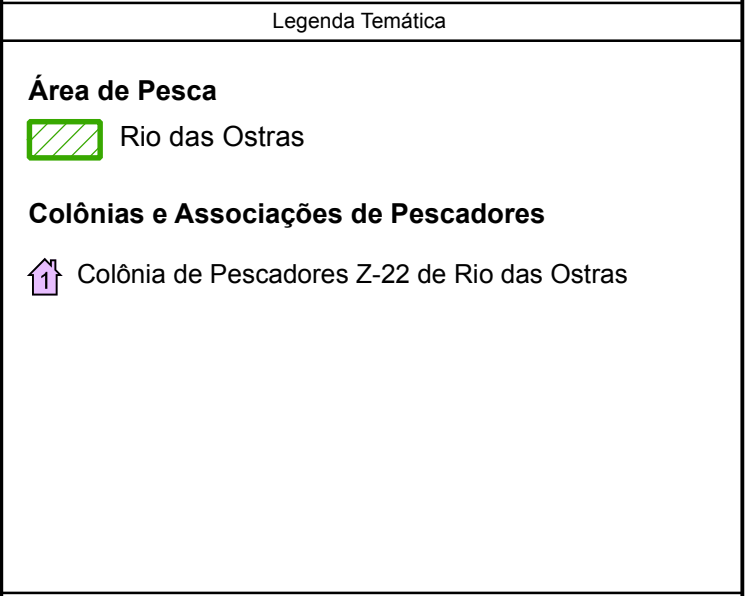 Legenda Temática
Área de Pesca
Rio das Ostras
Colônias e Associações de Pescadores
1 Colônia de Pescadores Z-22 de Rio das Ostras